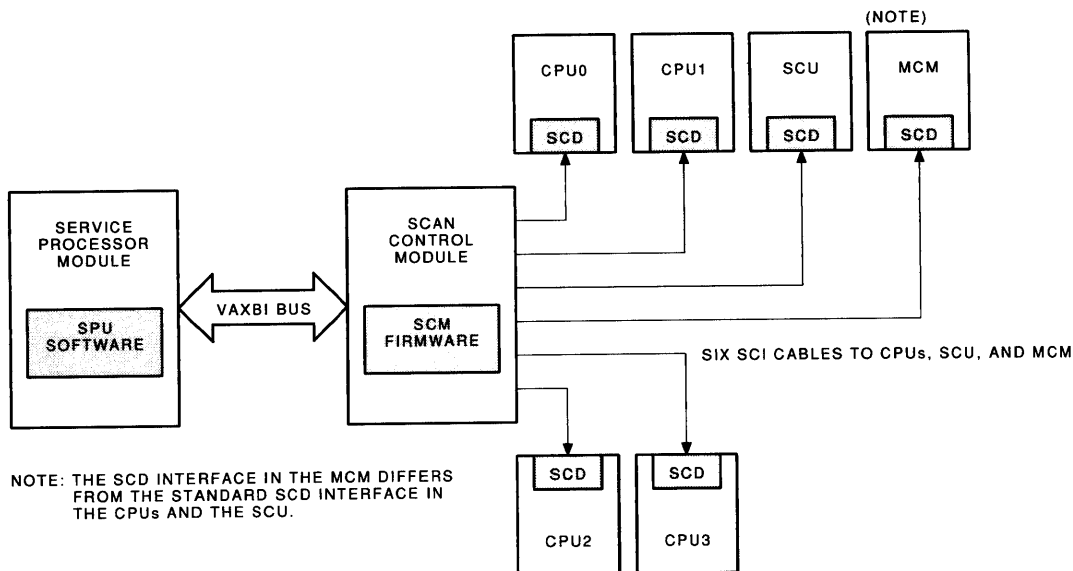 (NOTE)
CPU0
CPU1
SCU
MCM
SCD
SCD
SCD
SCD
SERVICE
PROCESSOR
MODULE
SCAN
CONTROL
MODULE
VAXBI BUS
SPU
SOFTWARE
SCM
FIRMWARE
SIX SCI CABLES TO CPUs, SCU, AND MCM
SCD
SCD
CPU2
CPU3
NOTE: THE SCD INTERFACE IN THE MCM DIFFERS
FROM THE STANDARD SCD INTERFACE IN
THE CPUs AND THE SCU.